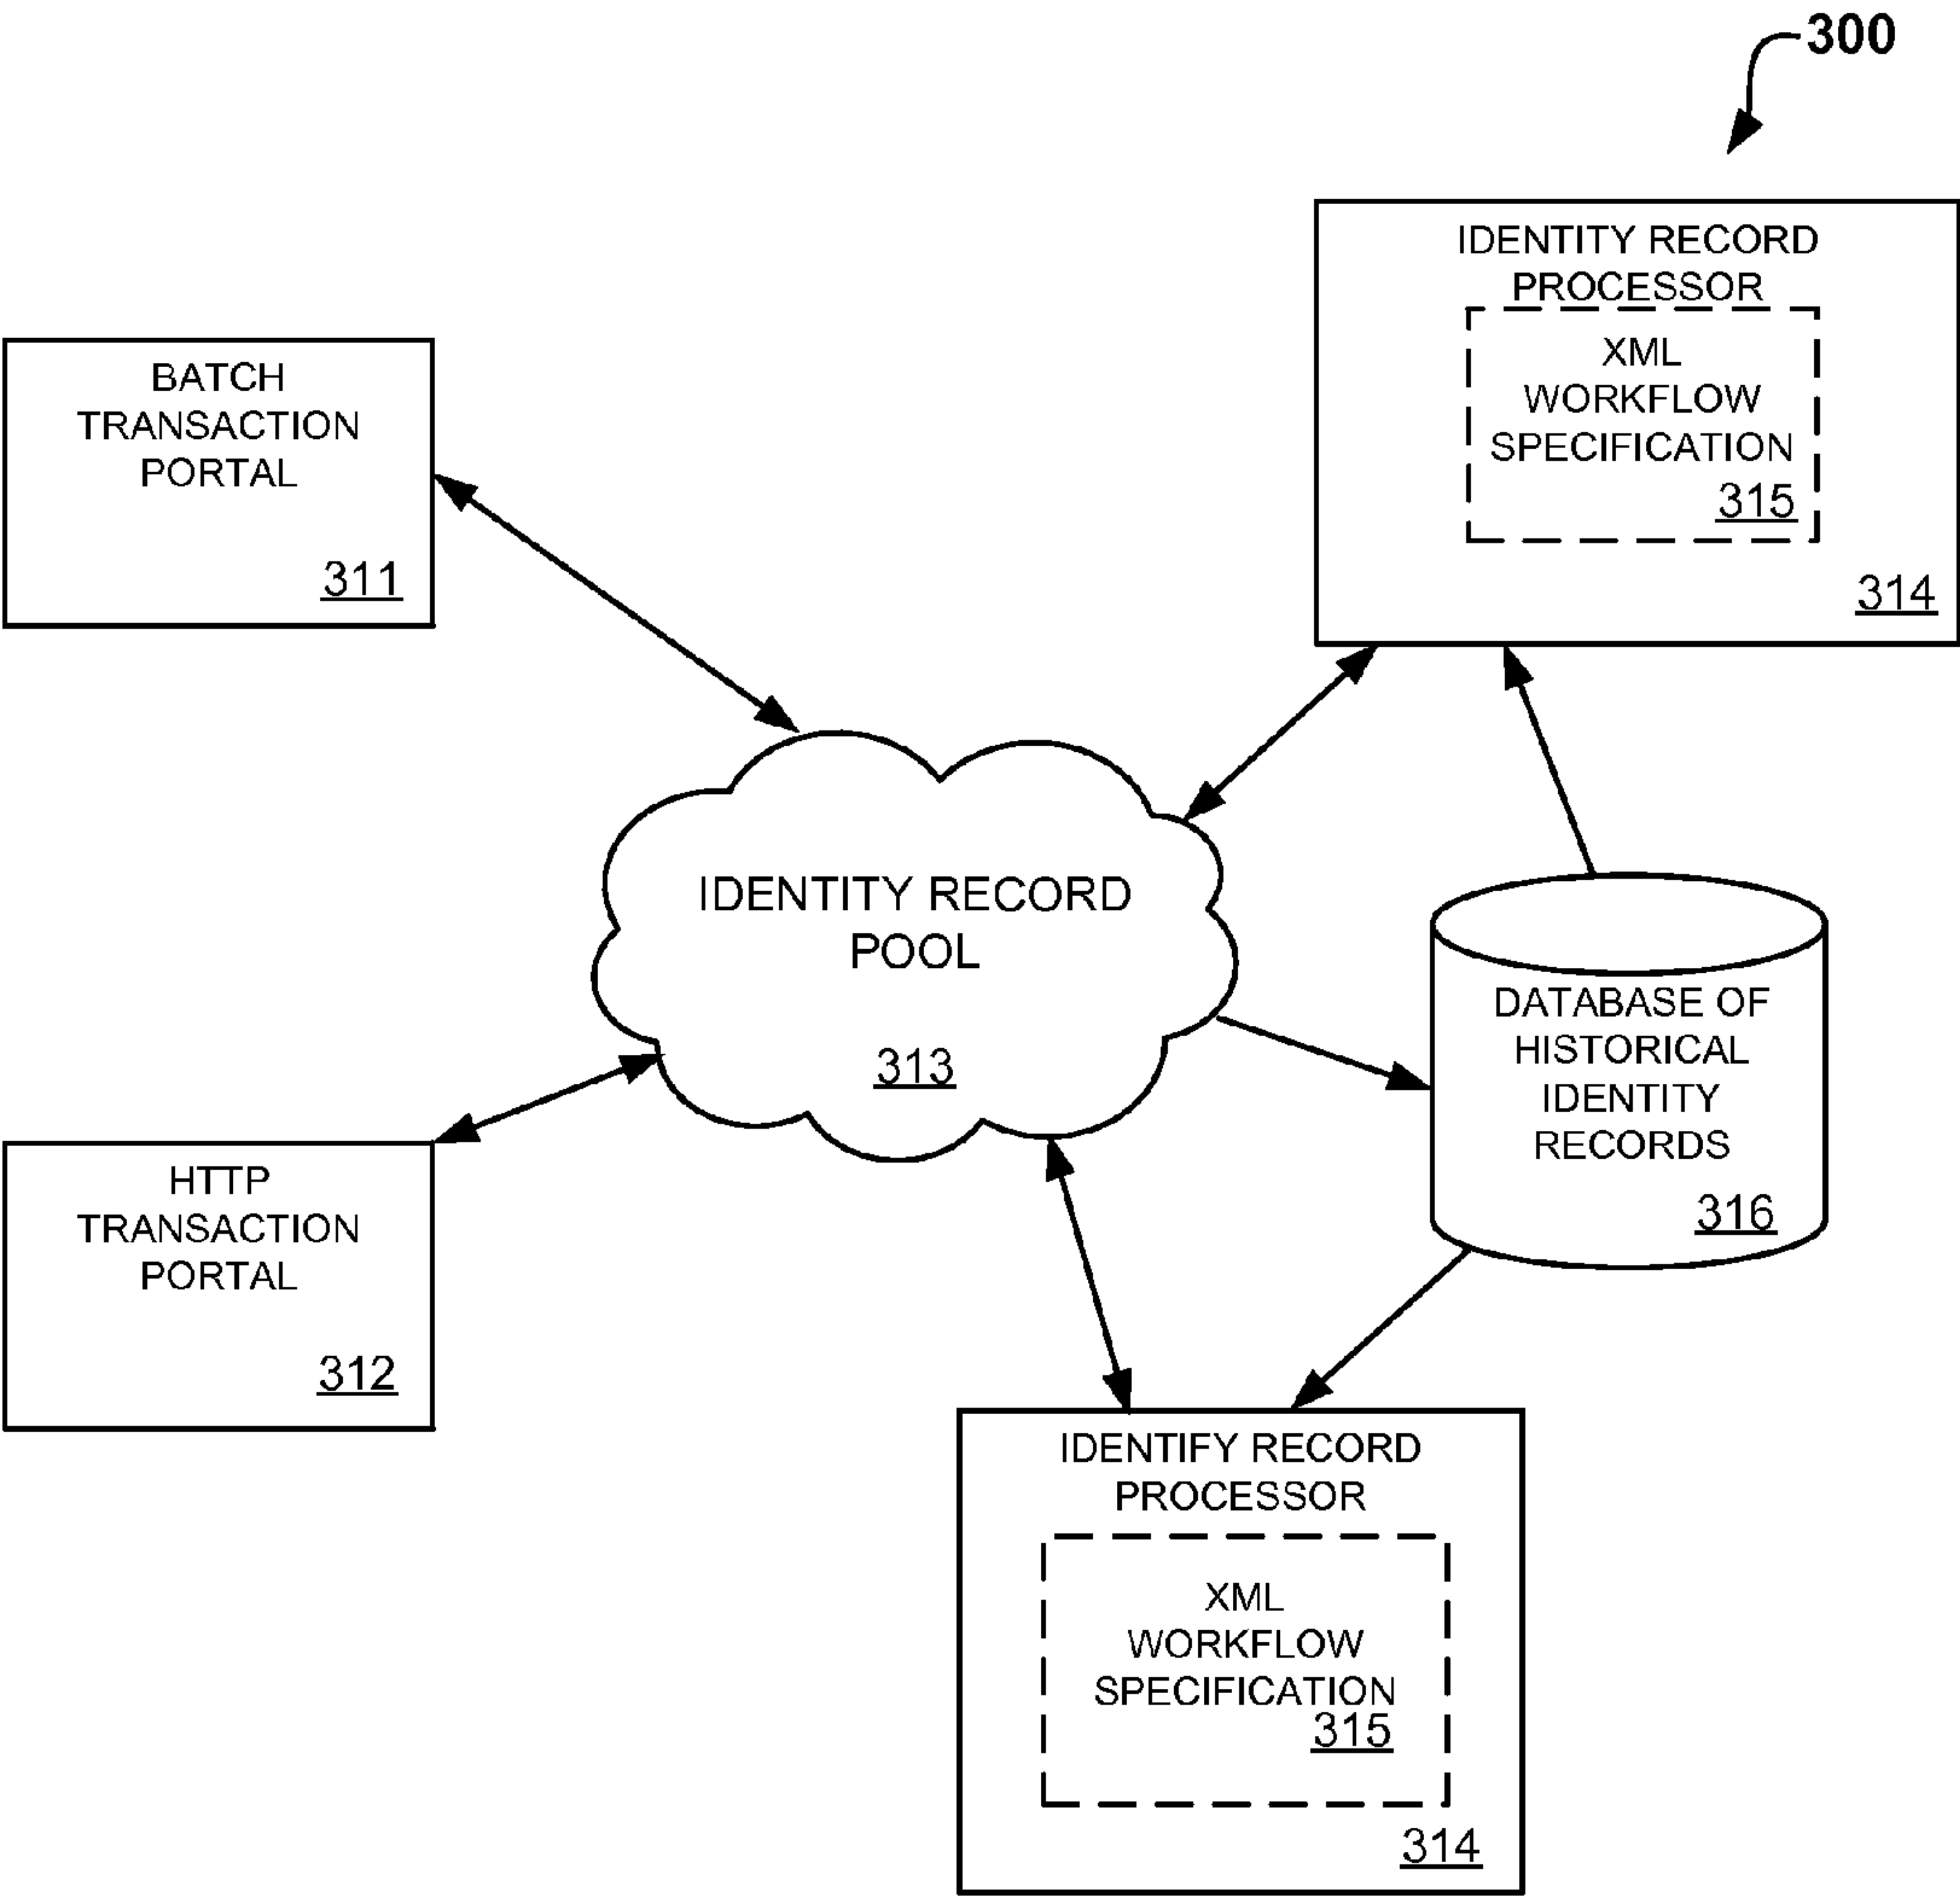 300
IDENTITY RECORD
PROCESSOR
XML
WORKFLOW
SPECIFICATION
315
314
BATCH
TRANSACTION
PORTAL
311
IDENTITY RECORD
POOL
313
DATABASE OF
HISTORICAL
IDENTITY
RECORDS
316
HTTP
TRANSACTION
PORTAL
312
IDENTIFY RECORD
PROCESSOR
XML
WORKFLOW
SPECIFICATION
315
314